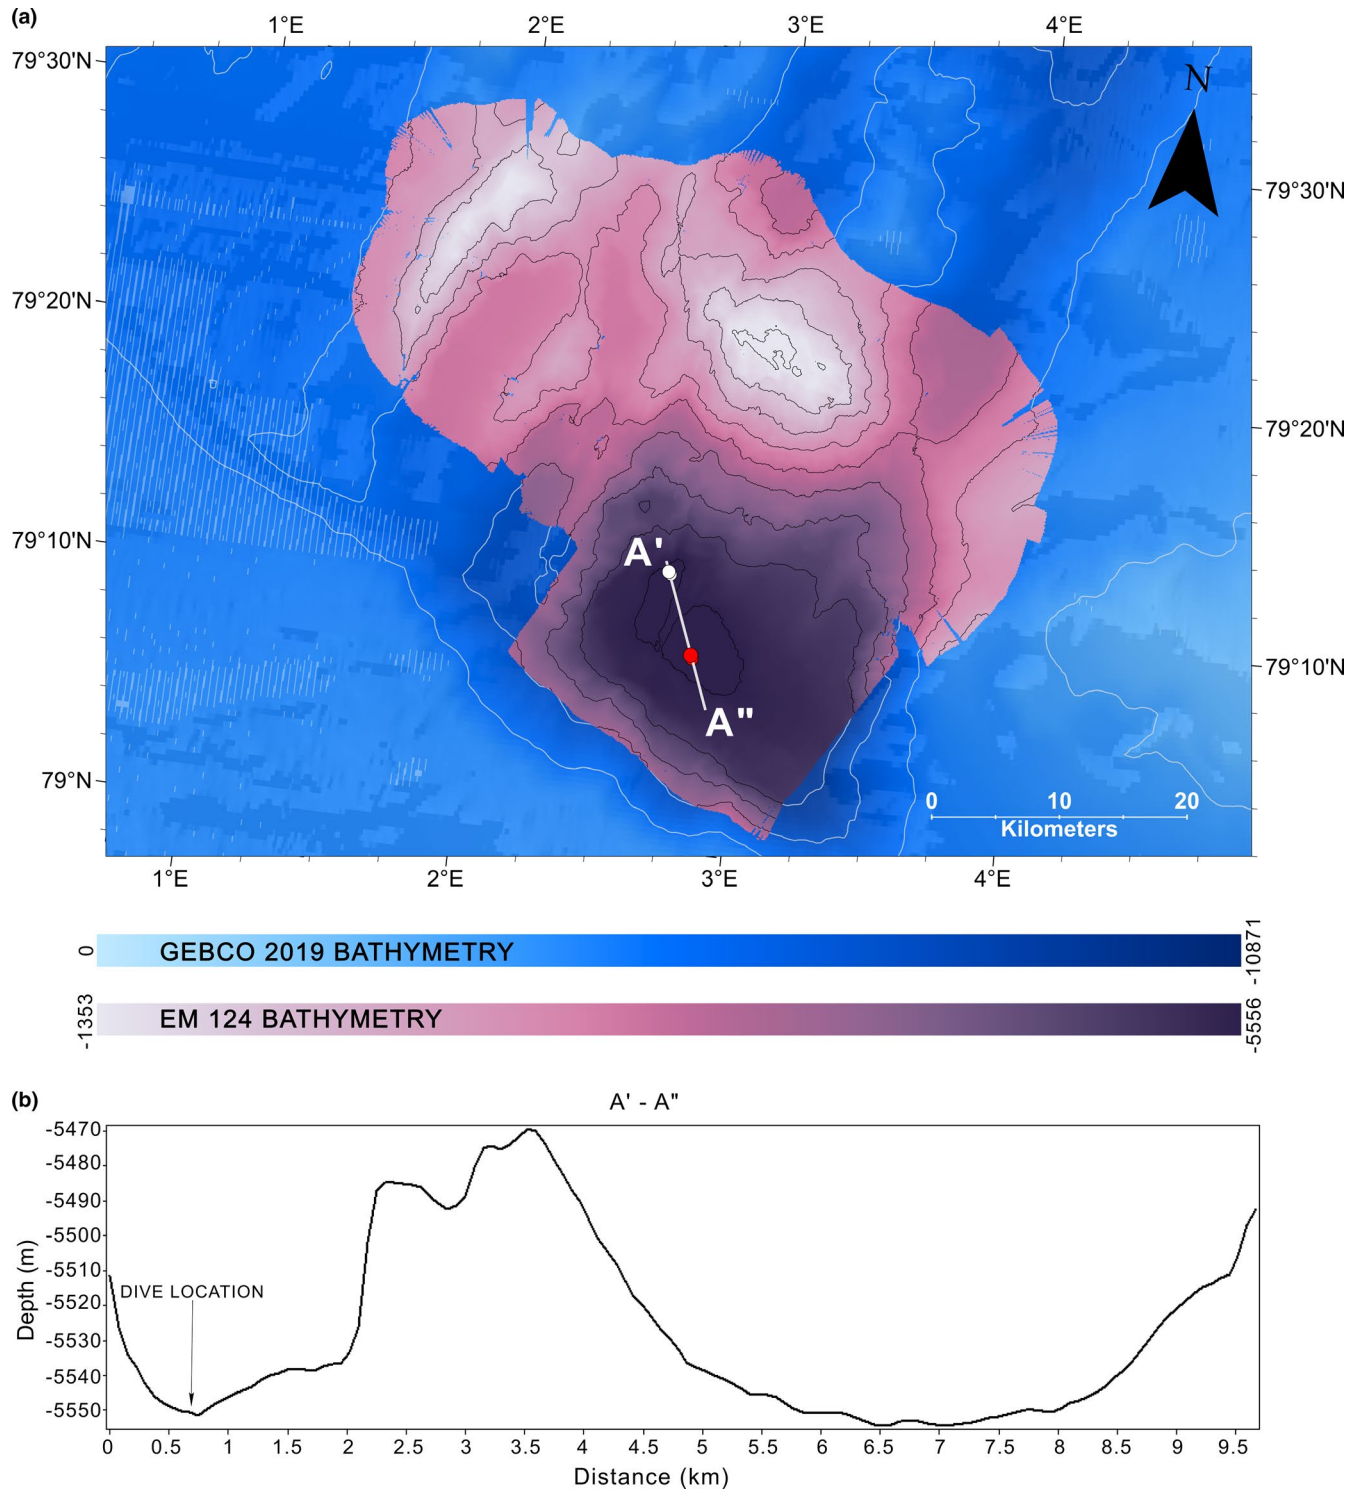 (a)
1°E 2°E 3°E 4°E
79°30'N
N
79°30'N
79°20'N
79°20'N
79°10'N
A'
79°10'N
A"
79°N
0 10 20
Kilometers
1°E 2°E 3°E 4°E
0 GEBCO 2019 BATHYMETRY -10871
-1353 EM 124 BATHYMETRY -5556
(b)
A' - A"
-5470
-5480
-5490
-5500
-5510
-5520
-5530
-5540
-5550
Depth (m)
DIVE LOCATION
0 0.5 1 1.5 2 2.5 3 3.5 4 4.5 5 5.5 6 6.5 7 7.5 8 8.5 9 9.5
Distance (km)